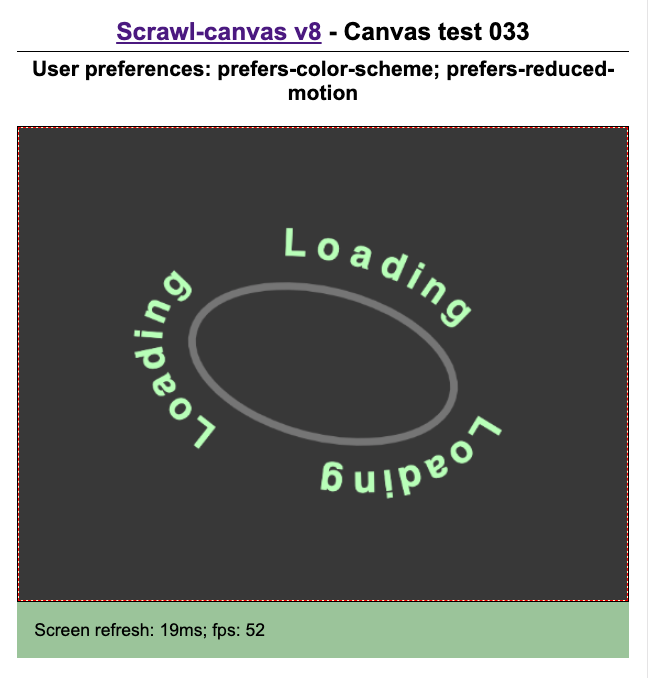 Scrawl-canvas v8 - Canvas test 033
User preferences: prefers-color-scheme; prefers-reduced-
motion
Loading
Loading
Loading
Screen refresh: 19ms; fps: 52